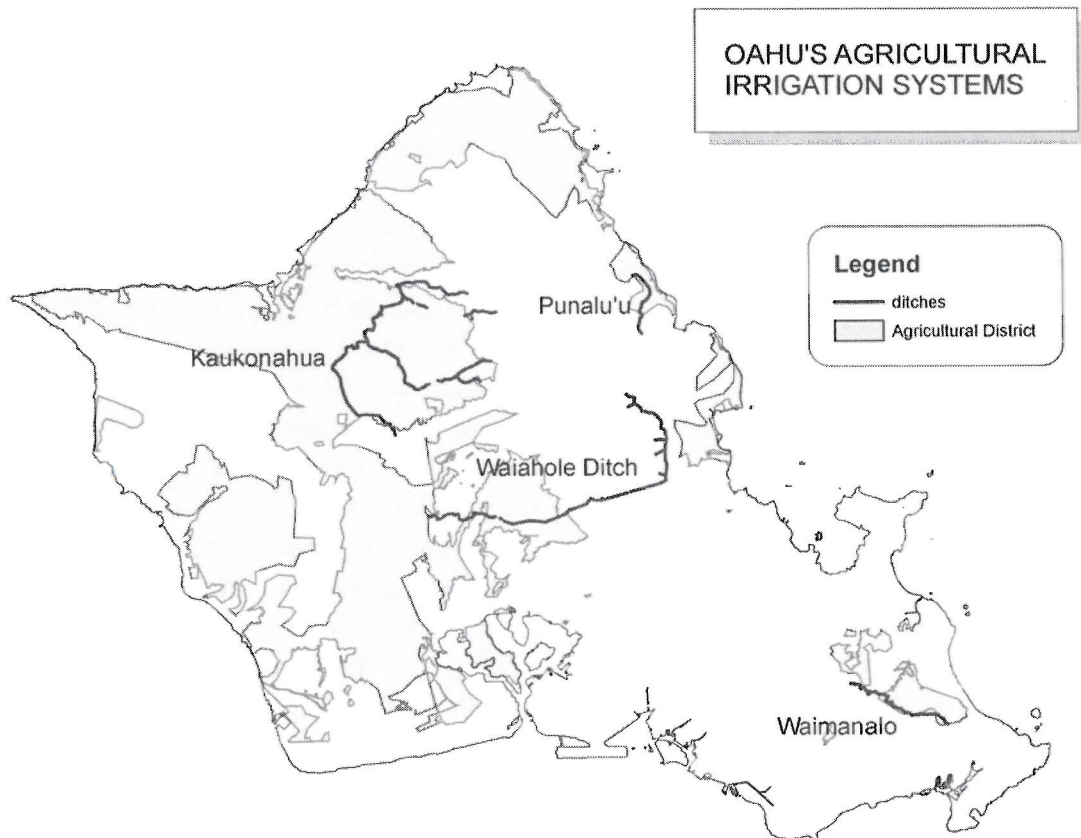 OAHU'S AGRICULTURAL
IRRIGATION SYSTEMS
Legend
ditches
Agricultural District
Punalu'u
Kaukonahua
Waiahole Ditch
Waimanalo